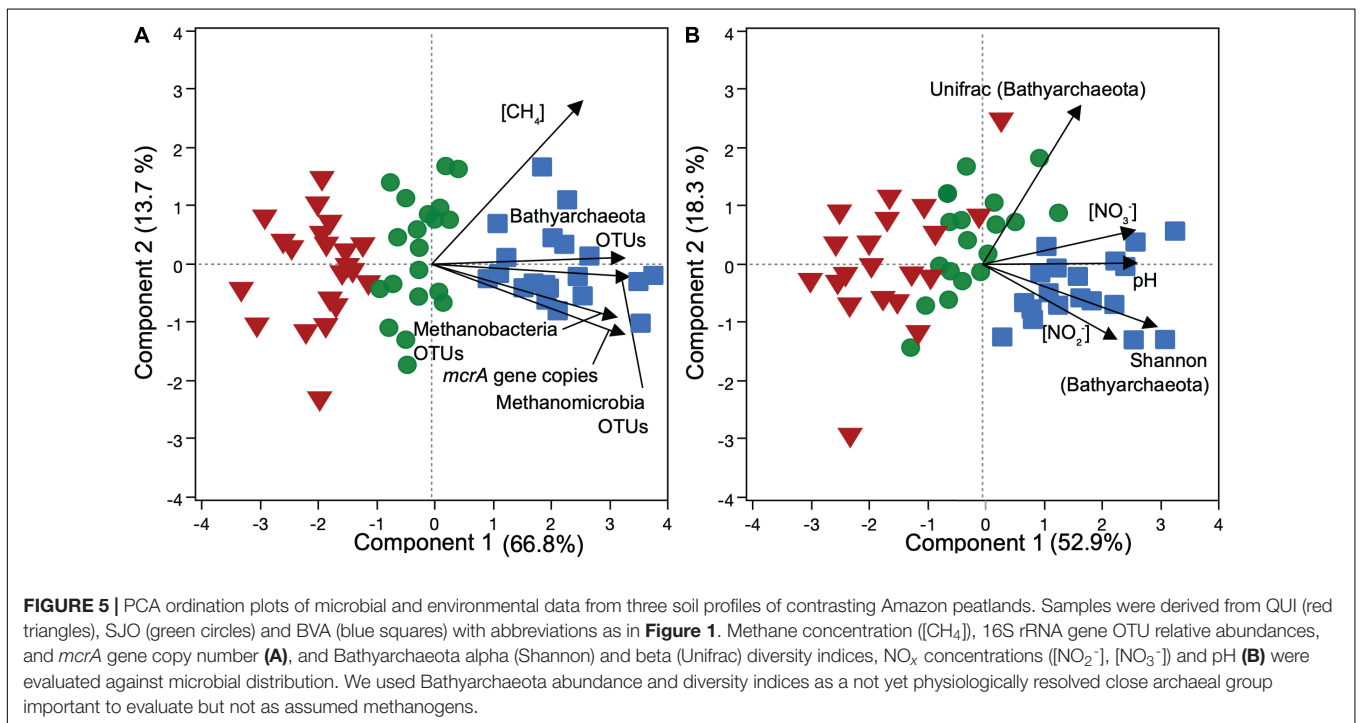 A
B
4
3
2
1
0
-1
-2
-3
-4
Component 2 (13.7 %)
-4 -3 -2 -1 0 1 2 3 4
Component 1 (66.8%)
[CH4]
Bathyarchaeota
OTUs
Methanobacteria
OTUs
mcrA gene copies
Methanomicrobia
OTUs
4
3
2
1
0
-1
-2
-3
-4
Component 2 (18.3 %)
-4 -3 -2 -1 0 1 2 3 4
Component 1 (52.9%)
Unifrac (Bathyarchaeota)
[NO3-]
pH
[NO2-]
Shannon
(Bathyarchaeota)
FIGURE 5 | PCA ordination plots of microbial and environmental data from three soil profiles of contrasting Amazon peatlands. Samples were derived from QUI (red
triangles), SJO (green circles) and BVA (blue squares) with abbreviations as in Figure 1. Methane concentration ([CH4]), 16S rRNA gene OTU relative abundances,
and mcrA gene copy number (A), and Bathyarchaeota alpha (Shannon) and beta (Unifrac) diversity indices, NOx concentrations ([NO2-], [NO3-]) and pH (B) were
evaluated against microbial distribution. We used Bathyarchaeota abundance and diversity indices as a not yet physiologically resolved close archaeal group
important to evaluate but not as assumed methanogens.